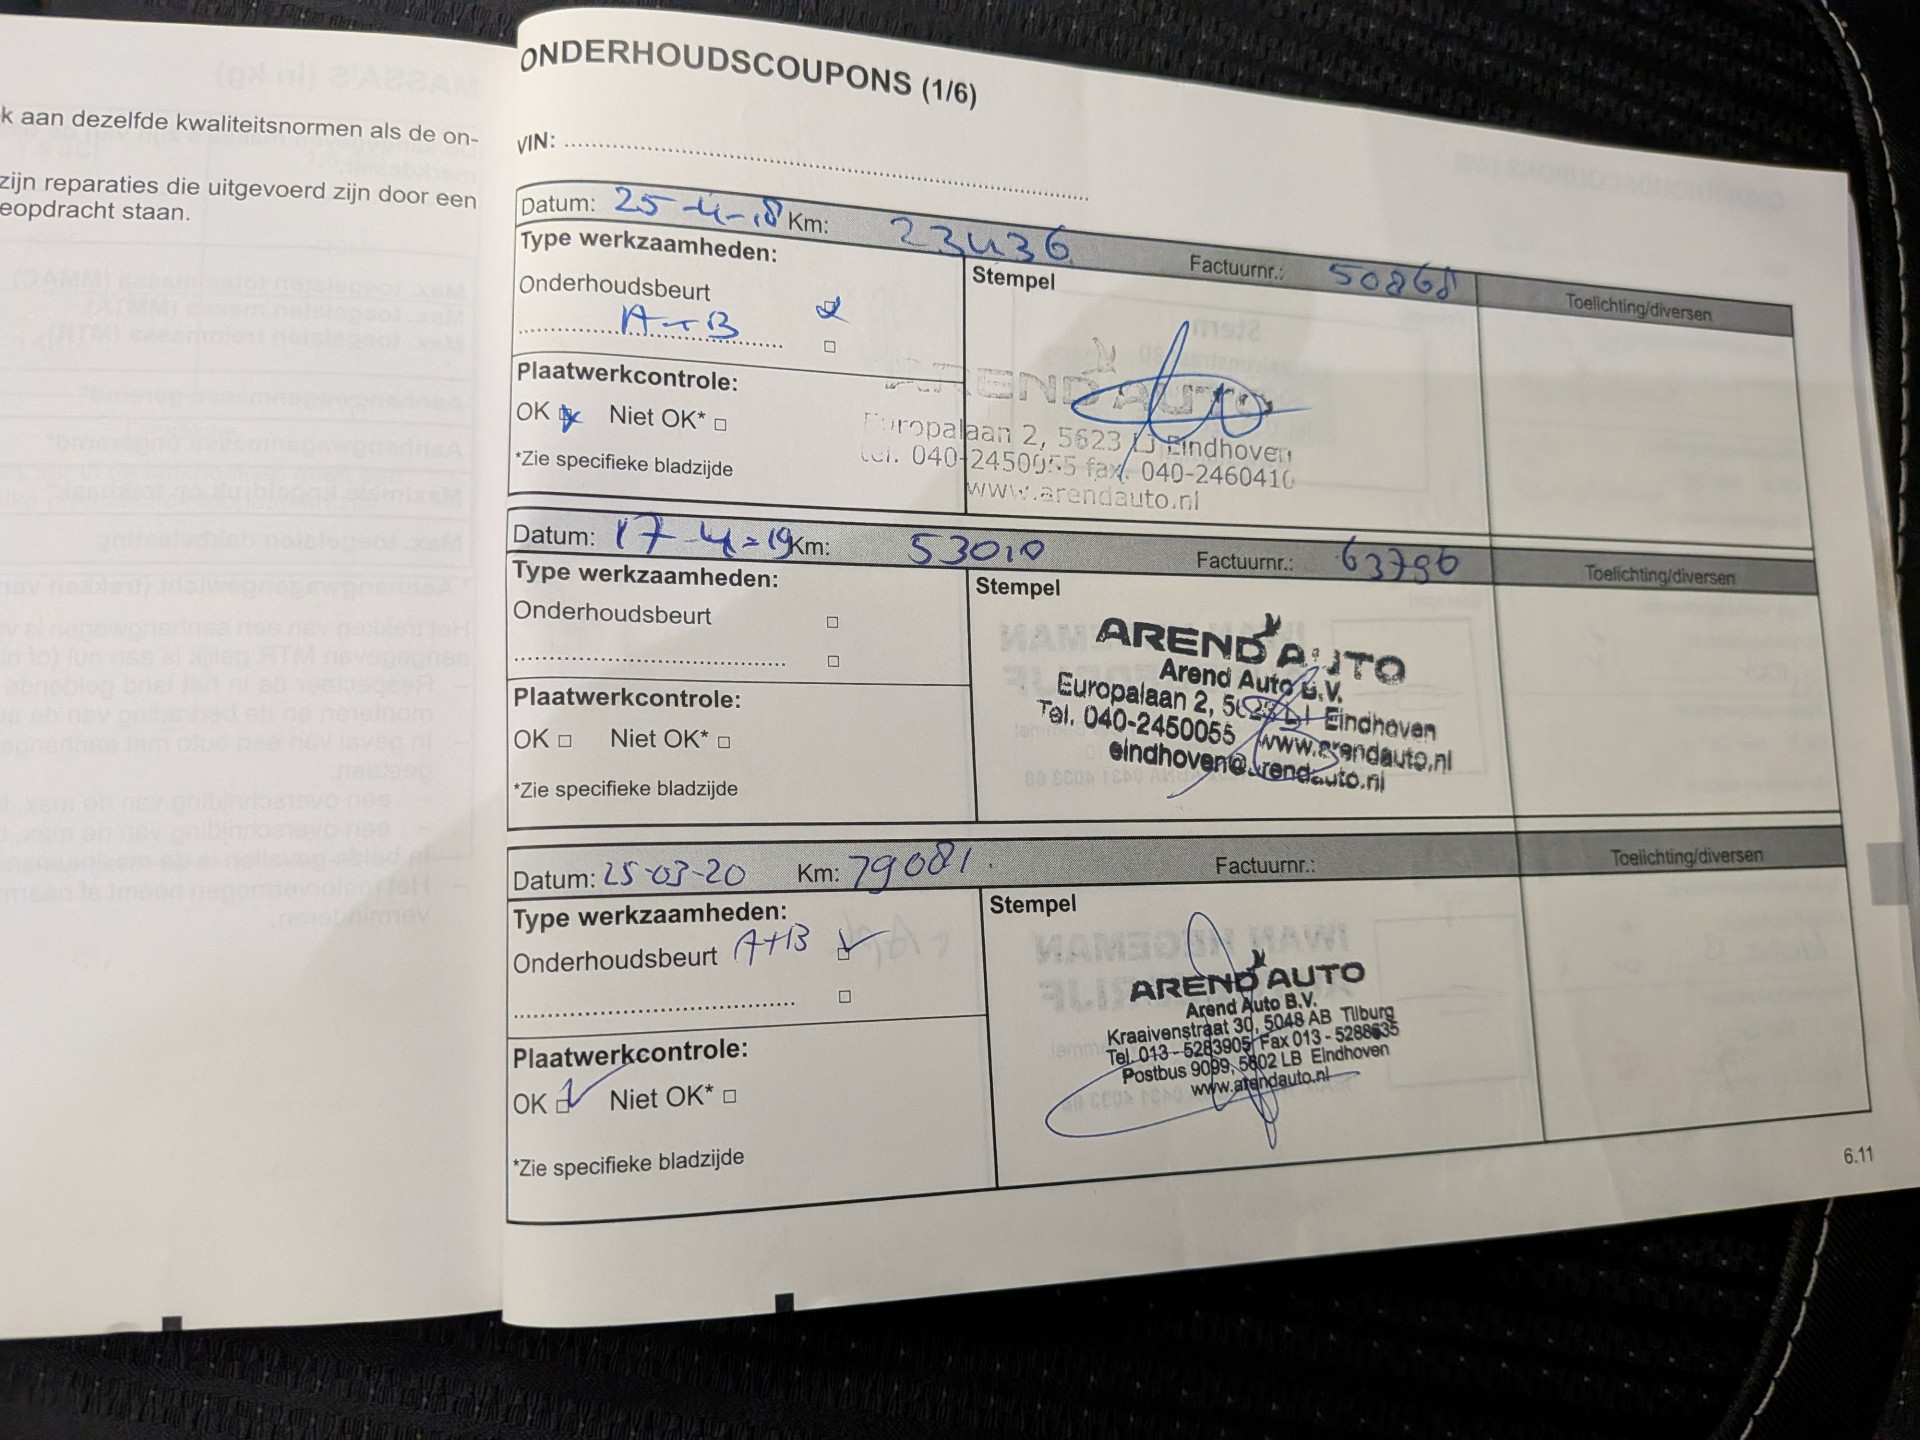 k aan dezelfde kwaliteitsnormen als de on-
zijn reparaties die uitgevoerd zijn door een
eopdracht staan.
ONDERHOUDSCOUPONS (1/6)
VIN:
Datum: 25-4-18 Km: 23436 Factuurnr.: 50868
Type werkzaamheden:
Stempel
Toelichting/diversen
Onderhoudsbeurt
A+B
Plaatwerkcontrole:
OK Niet OK*
*Zie specifieke bladzijde
AREND AUTO
Europalaan 2, 5623 LJ Eindhoven
tel. 040-2450055 fax. 040-2460410
www.arendauto.nl
Datum: 17-4-19 Km: 53010 Factuurnr.: 63796
Type werkzaamheden:
Stempel
Toelichting/diversen
Onderhoudsbeurt
Plaatwerkcontrole:
OK Niet OK*
*Zie specifieke bladzijde
AREND AUTO
Arend Auto B.V.
Europalaan 2, 5623 LJ Eindhoven
Tel. 040-2450055 www.arendauto.nl
eindhoven@arendauto.nl
Datum: 25-03-20 Km: 79081. Factuurnr.:
Type werkzaamheden:
Stempel
Toelichting/diversen
Onderhoudsbeurt A+B
Plaatwerkcontrole:
OK Niet OK*
*Zie specifieke bladzijde
AREND AUTO
Arend Auto B.V.
Kraaivenstraat 30, 5048 AB Tilburg
Tel. 013 - 5283905 Fax 013 - 5288635
Postbus 9099, 5602 LB Eindhoven
www.arendauto.nl
6.11